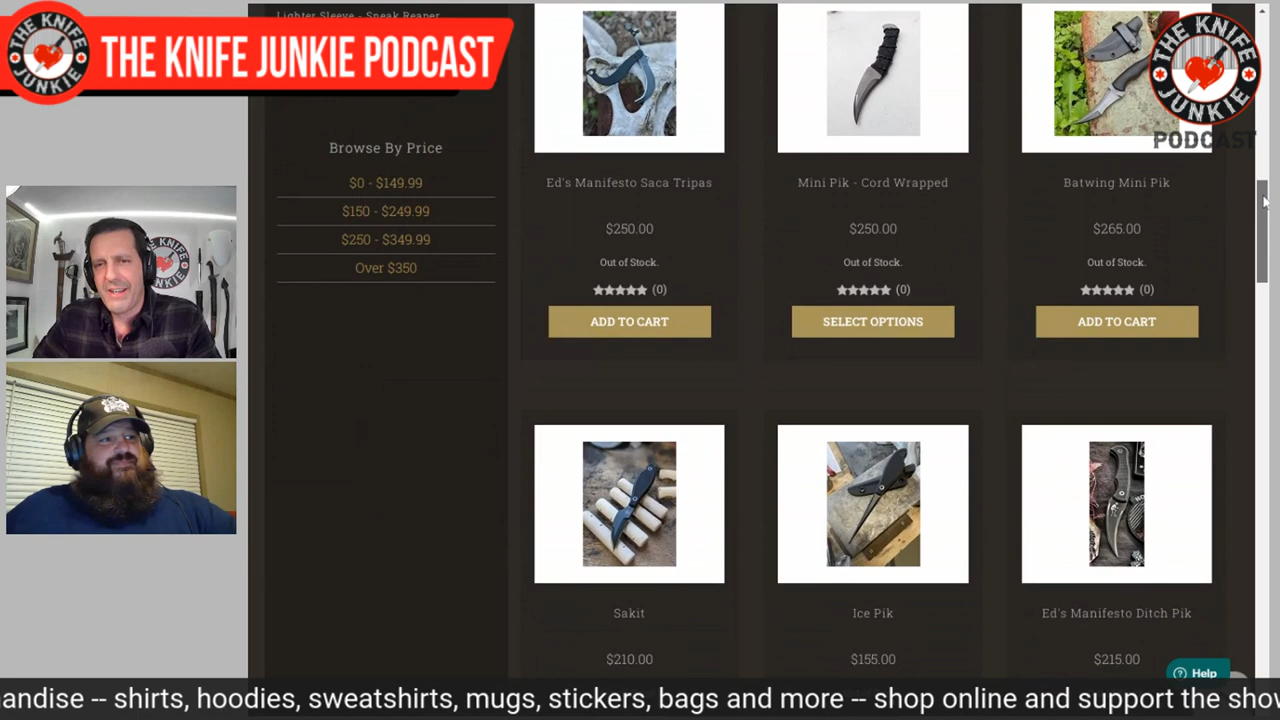 THE KNIFE JUNKIE
THE KNIFE JUNKIE PODCAST
Lighter Sleeve - Sneak Reaper
THE KNIFE JUNKIE
PODCAST
Browse By Price
$0 - $149.99
$150 - $249.99
$250 - $349.99
Over $350
Ed's Manifesto Saca Tripas
$250.00
Out of Stock.
(0)
ADD TO CART
Mini Pik - Cord Wrapped
$250.00
Out of Stock.
(0)
SELECT OPTIONS
Batwing Mini Pik
$265.00
Out of Stock.
(0)
ADD TO CART
THE KNIFE JUNKIE
Sakit
$210.00
Ice Pik
$155.00
Ed's Manifesto Ditch Pik
$215.00
Help
andise -- shirts, hoodies, sweatshirts, mugs, stickers, bags and more -- shop online and support the show